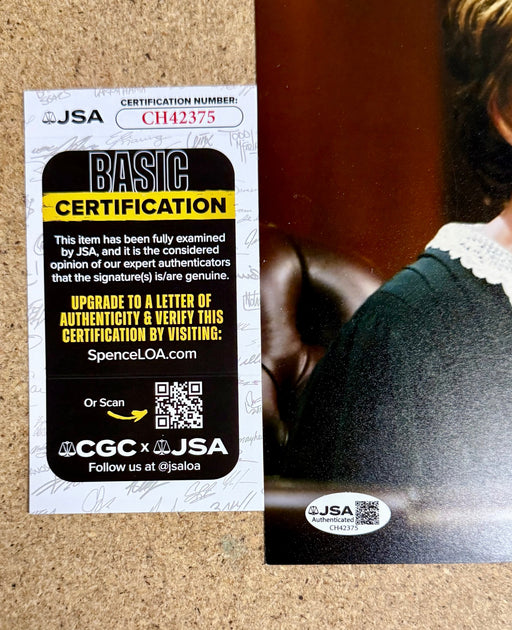 JSA
CERTIFICATION NUMBER:
CH42375
BASIC
CERTIFICATION
This item has been fully examined
by JSA, and it is the considered
opinion of our expert authenticators
that the signature(s) is/are genuine.
UPGRADE TO A LETTER OF
AUTHENTICITY & VERIFY THIS
CERTIFICATION BY VISITING:
SpenceLOA.com
Or Scan
CGC x JSA
Follow us at @jsaloa
JSA
Authenticated
CH42375